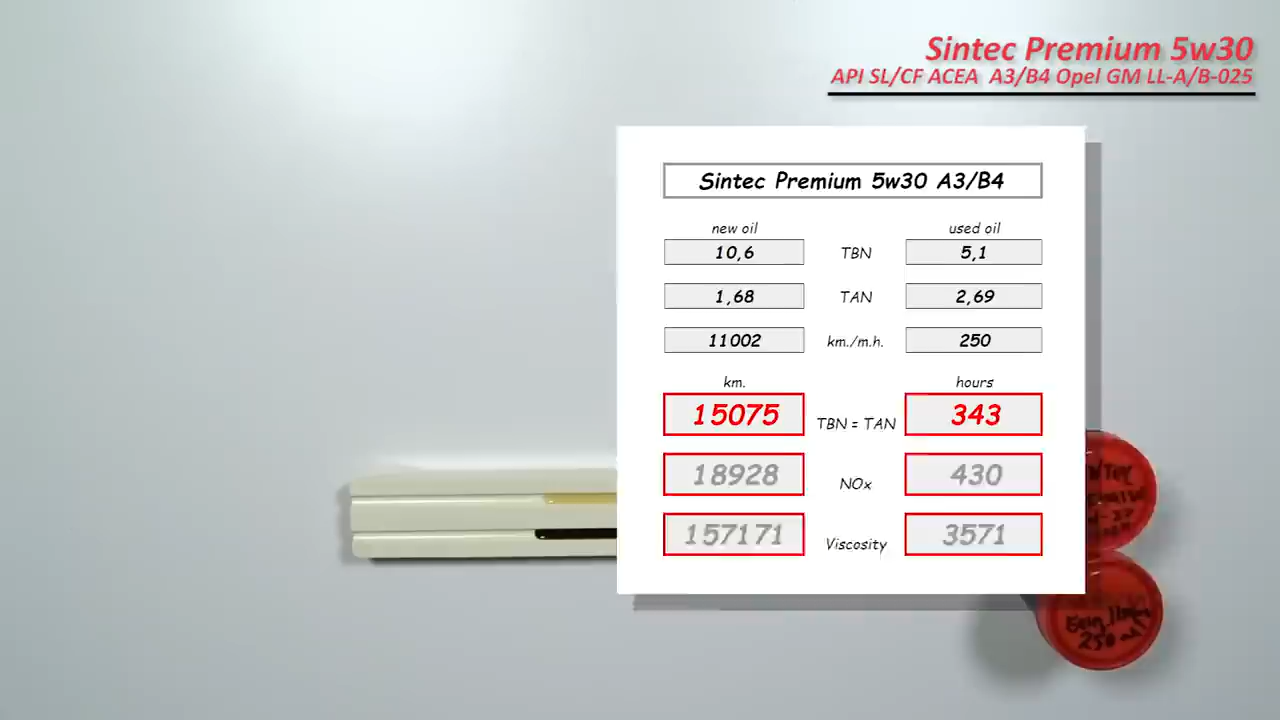 Sintec Premium 5w30
API SL/CF ACEA A3/B4 Opel GM LL-A/B-025
Sintec Premium 5w30 A3/B4
new oil used oil
10,6 TBN 5,1
1,68 TAN 2,69
11002 km./m.h. 250
km. hours
15075 TBN = TAN 343
18928 NOx 430
157171 Viscosity 3571
250